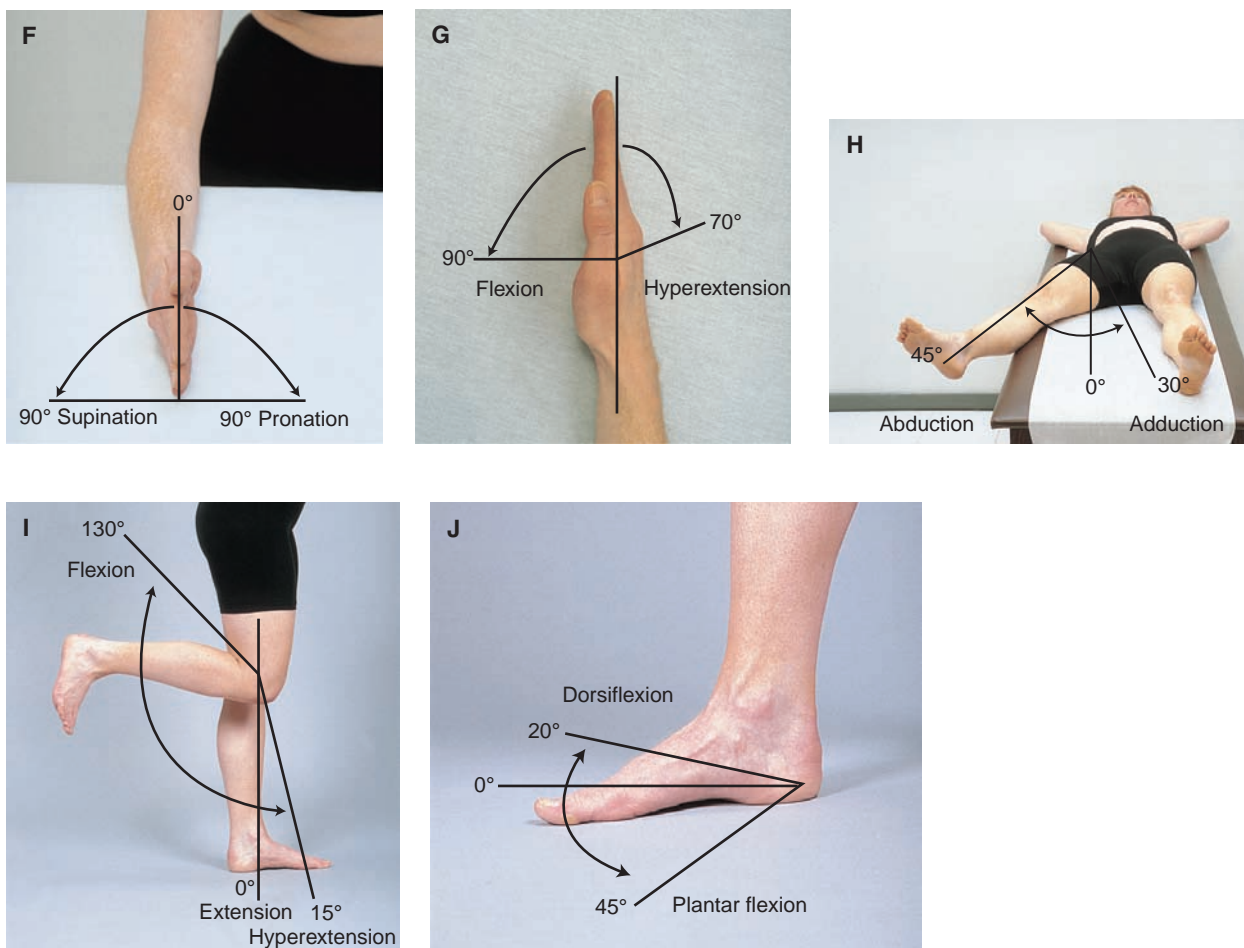 F
0°
90° Supination
90° Pronation
G
70°
90°
Flexion
Hyperextension
H
45°
0°
30°
Abduction
Adduction
I
130°
Flexion
0°
Extension
15°
Hyperextension
J
Dorsiflexion
20°
0°
45°
Plantar flexion